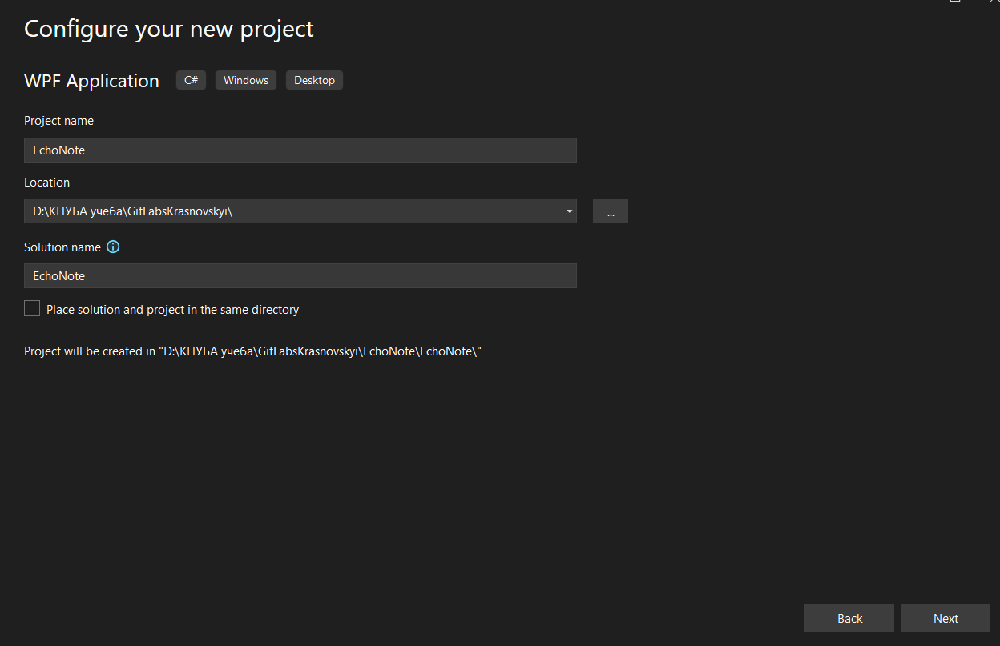 Configure your new project
WPF Application C# Windows Desktop
Project name
EchoNote
Location
D:\КНУБА учеба\GitLabsKrasnovskyi\
...
Solution name
EchoNote
Place solution and project in the same directory
Project will be created in "D:\КНУБА учеба\GitLabsKrasnovskyi\EchoNote\EchoNote\"
Back Next